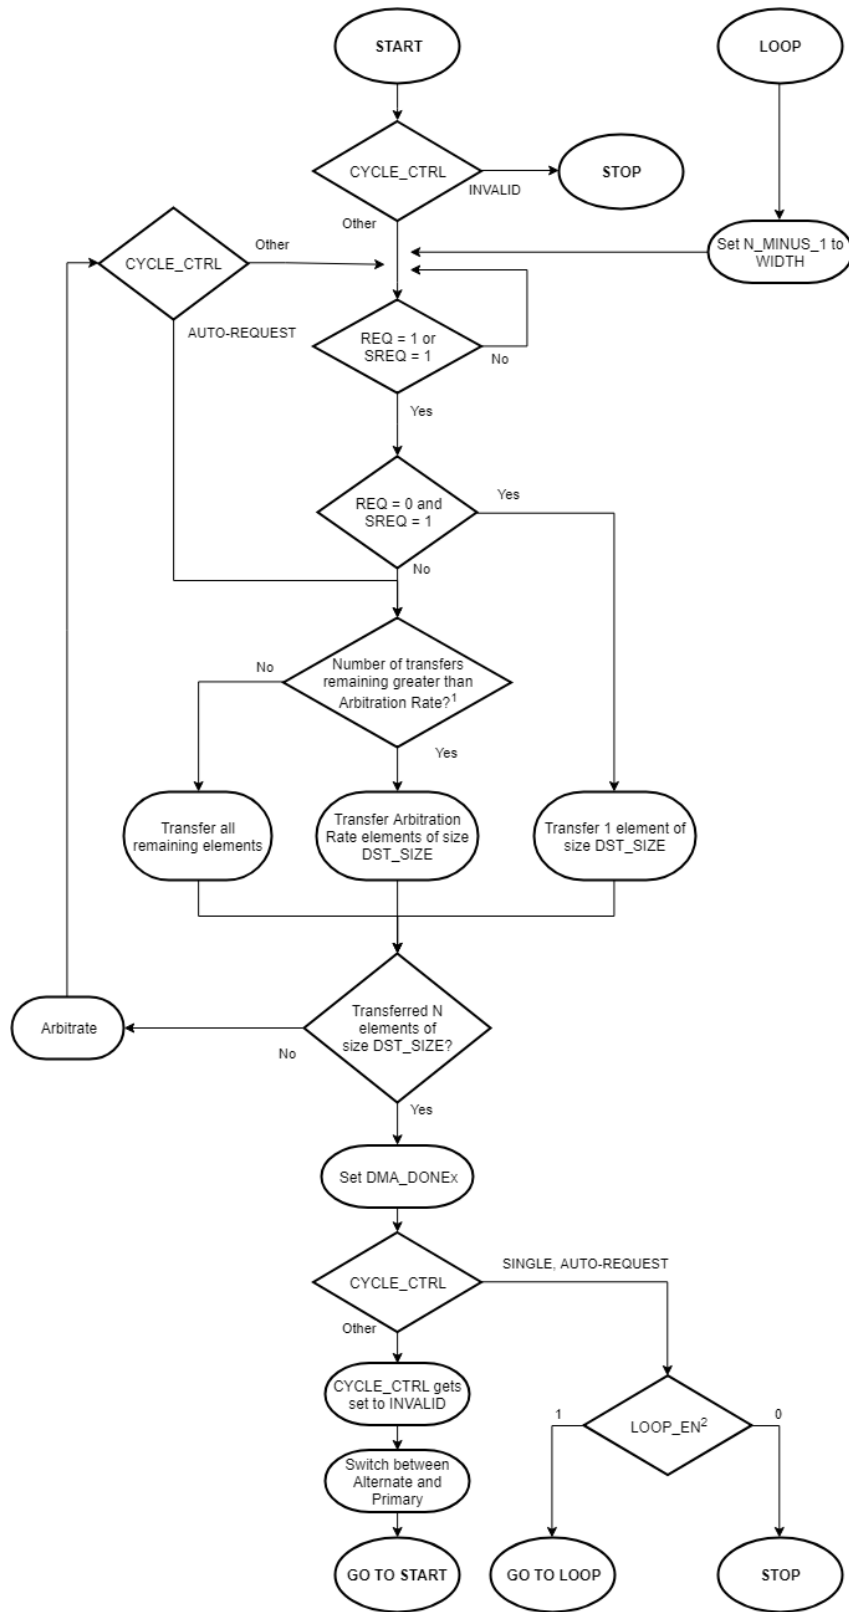 START
LOOP
CYCLE_CTRL
INVALID
STOP
Other
Set N_MINUS_1 to
WIDTH
CYCLE_CTRL
Other
AUTO-REQUEST
REQ = 1 or
SREQ = 1
No
Yes
REQ = 0 and
SREQ = 1
Yes
No
Number of transfers
remaining greater than
Arbitration Rate?¹
No
Yes
Transfer all
remaining elements
Transfer Arbitration
Rate elements of size
DST_SIZE
Transfer 1 element of
size DST_SIZE
Arbitrate
Transferred N
elements of
size DST_SIZE?
No
Yes
Set DMA_DONEx
CYCLE_CTRL
SINGLE, AUTO-REQUEST
Other
CYCLE_CTRL gets
set to INVALID
1
LOOP_EN²
0
Switch between
Alternate and
Primary
GO TO START
GO TO LOOP
STOP